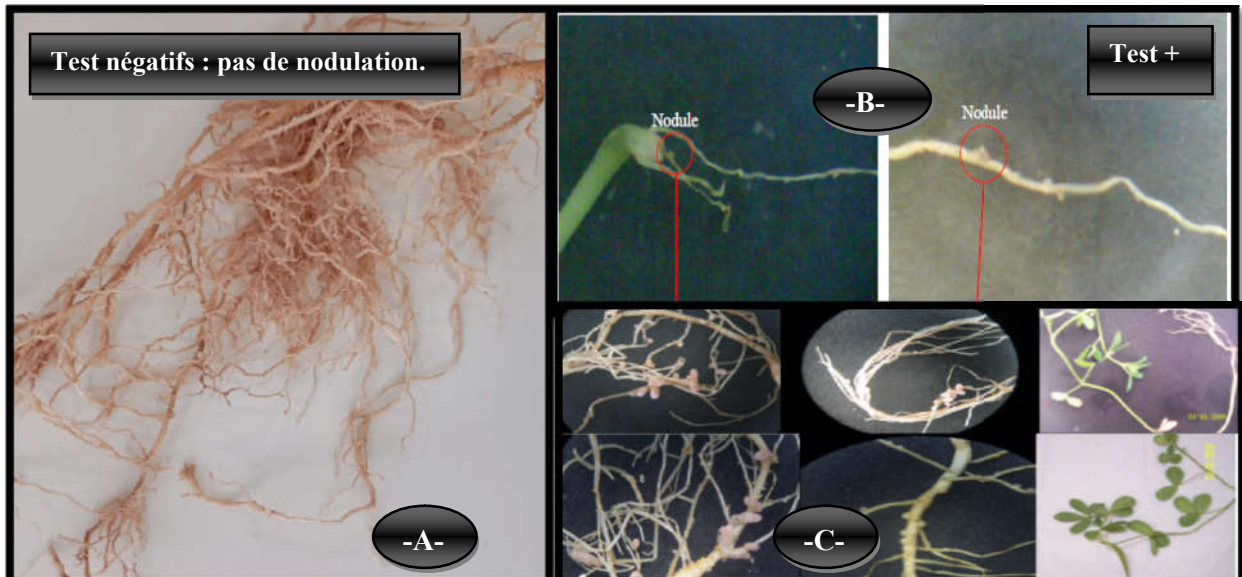 Test négatifs : pas de nodulation.
Test +
-B-
Nodule
Nodule
-A-
-C-